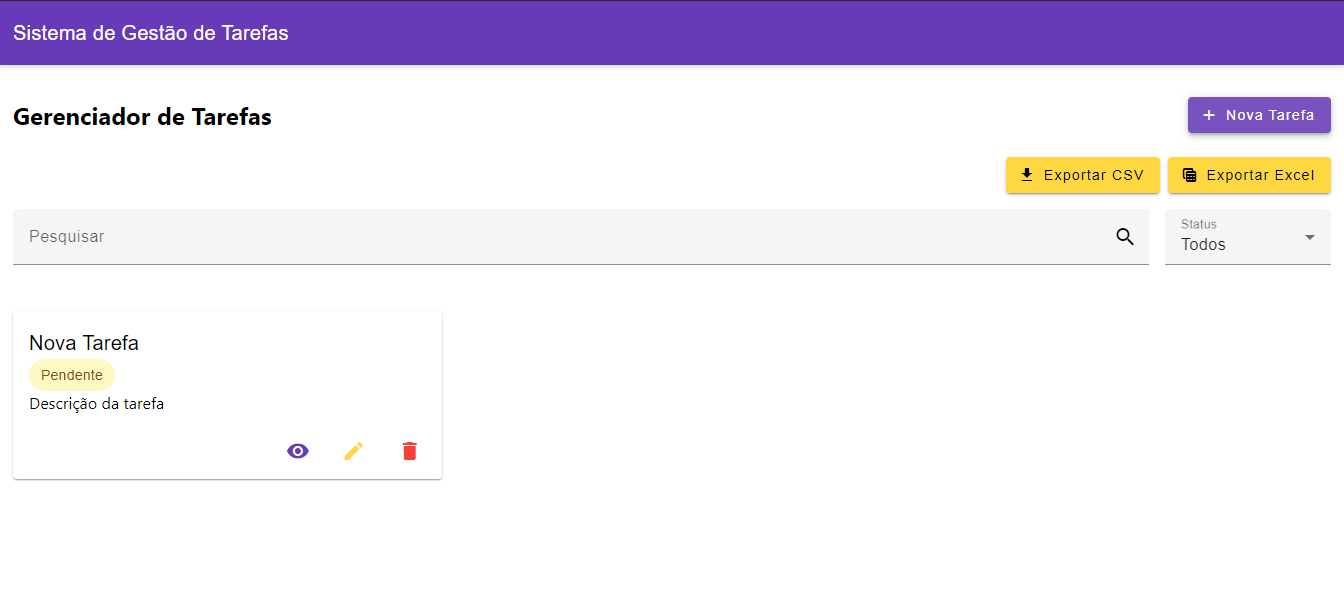 Sistema de Gestão de Tarefas
Gerenciador de Tarefas
Nova Tarefa
Exportar CSV
Exportar Excel
Pesquisar
Status
Todos
Nova Tarefa
Pendente
Descrição da tarefa